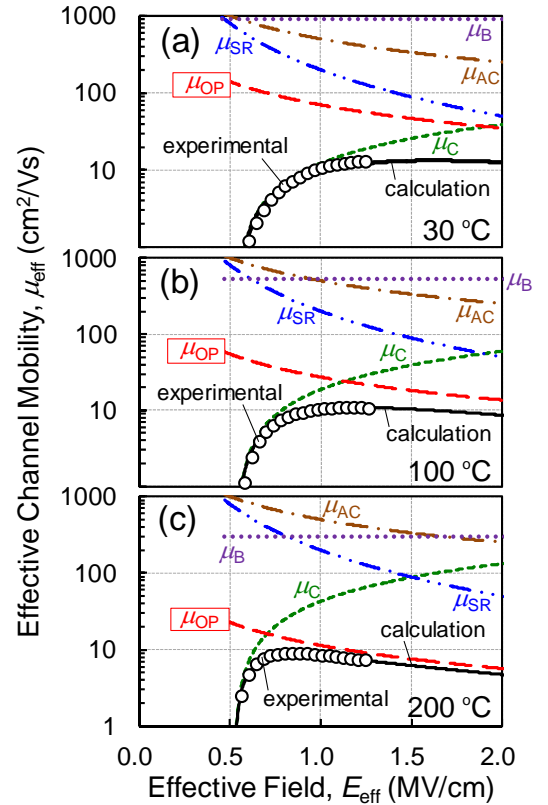 Effective Channel Mobility, μeff (cm²/Vs)
1000
100
10
(a)
μB
μSR
μAC
μOP
μC
experimental
calculation
30 °C
1000
100
10
(b)
μB
μAC
μSR
μC
μOP
experimental
calculation
100 °C
1000
100
10
1
(c)
μAC
μB
μC
μSR
μOP
calculation
experimental
200 °C
0.0 0.5 1.0 1.5 2.0
Effective Field, Eeff (MV/cm)